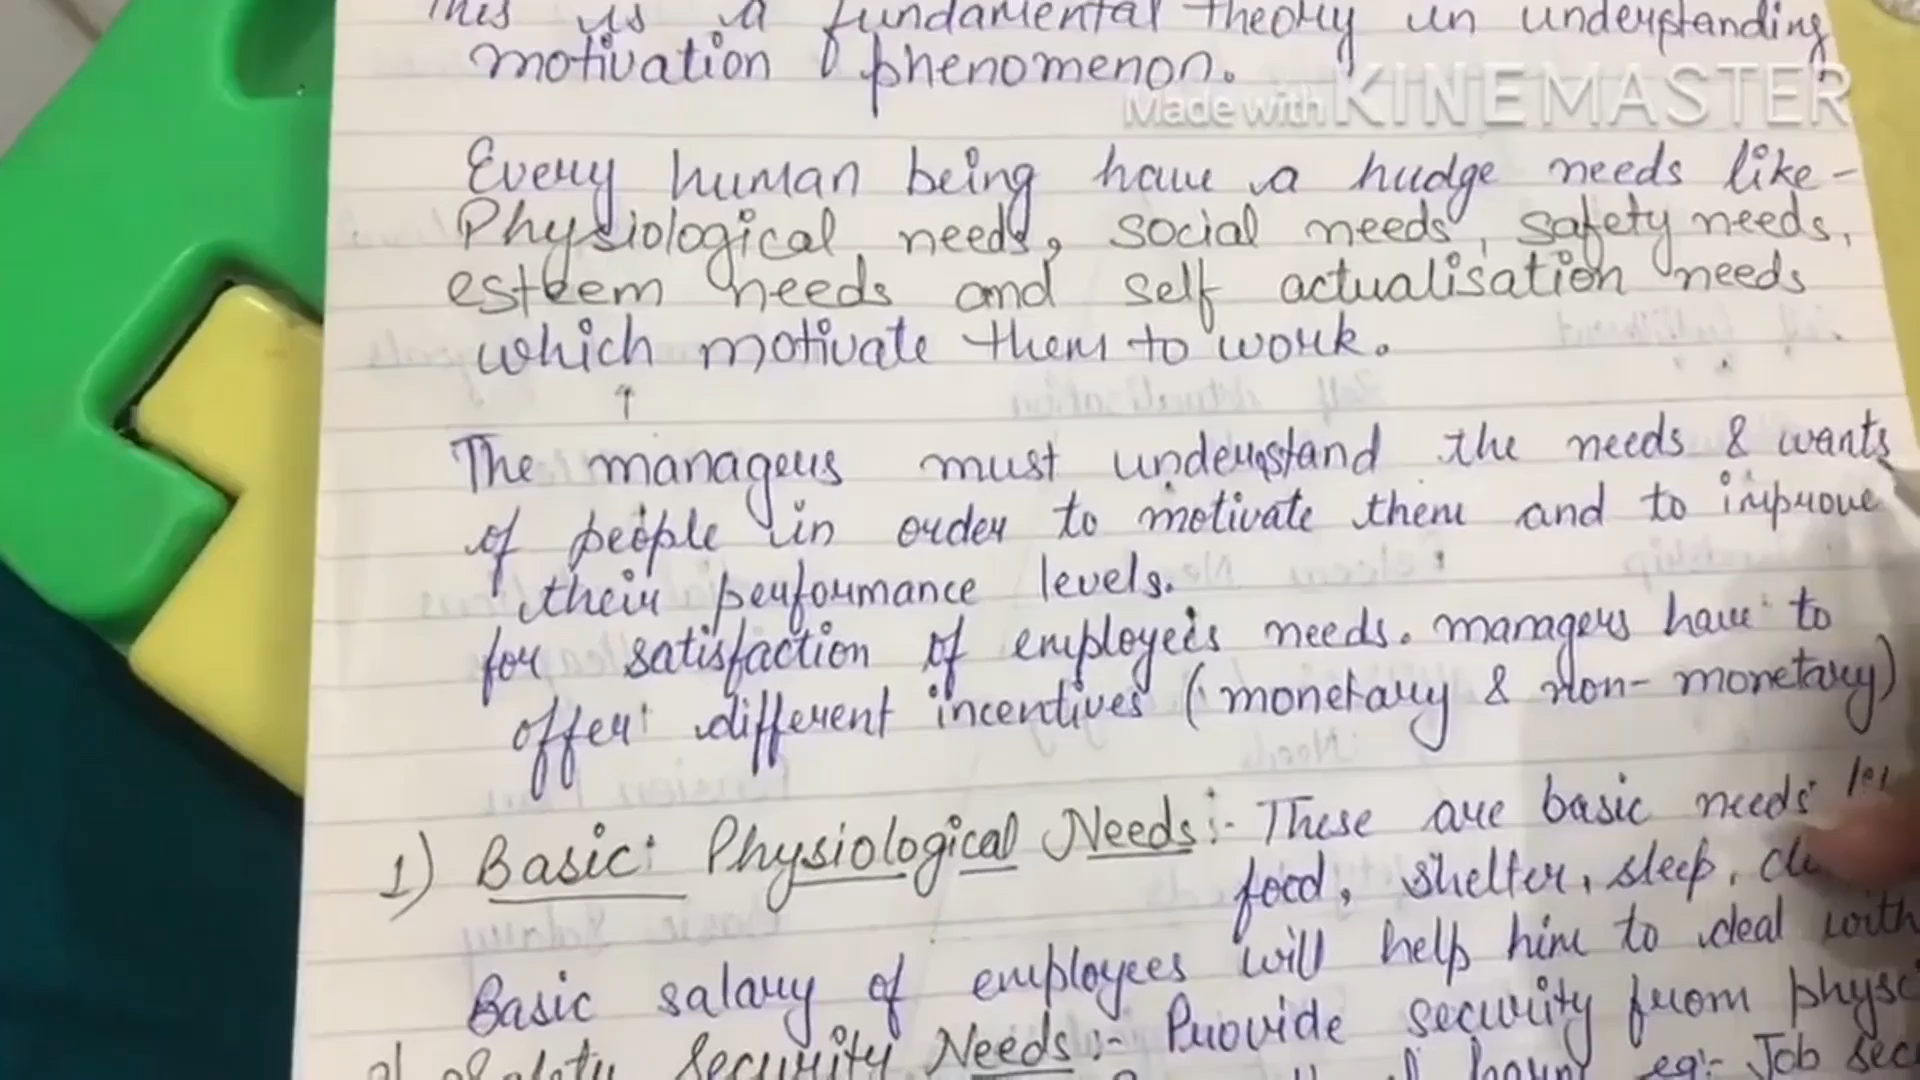 This is a fundamental theory in understanding
motivation phenomenon.
Made with KINEMASTER
Every human being have a hudge needs like-
Physiological needs, social needs, safety needs,
esteem needs and self actualisation needs
which motivate them to work.
The managers must understand the needs & wants
of people in order to motivate them and to improve
their performance levels.
for satisfaction of employees needs. managers have to
offer different incentives (monetary & non-monetary)
1) Basic Physiological Needs:- These are basic needs
food, shelter, sleep,
Basic salary of employees will help him to deal with
Safety Security Needs:- Provide security from
eg:- Job